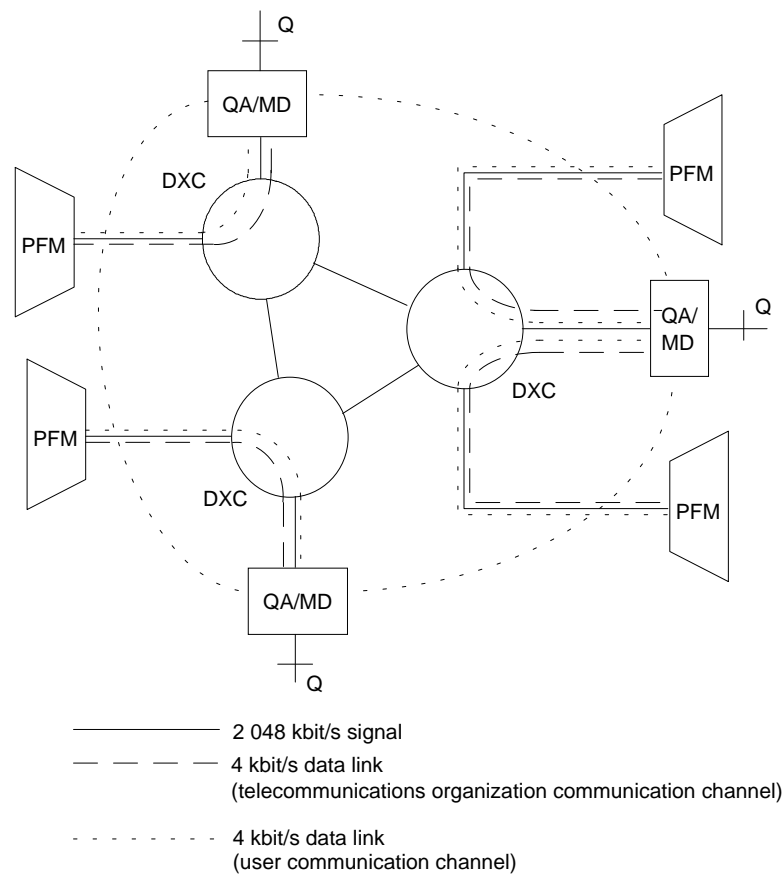 Q
QA/MD
DXC
PFM
PFM
Q
QA/
MD
PFM
DXC
DXC
PFM
QA/MD
Q
2 048 kbit/s signal
4 kbit/s data link
(telecommunications organization communication channel)
4 kbit/s data link
(user communication channel)